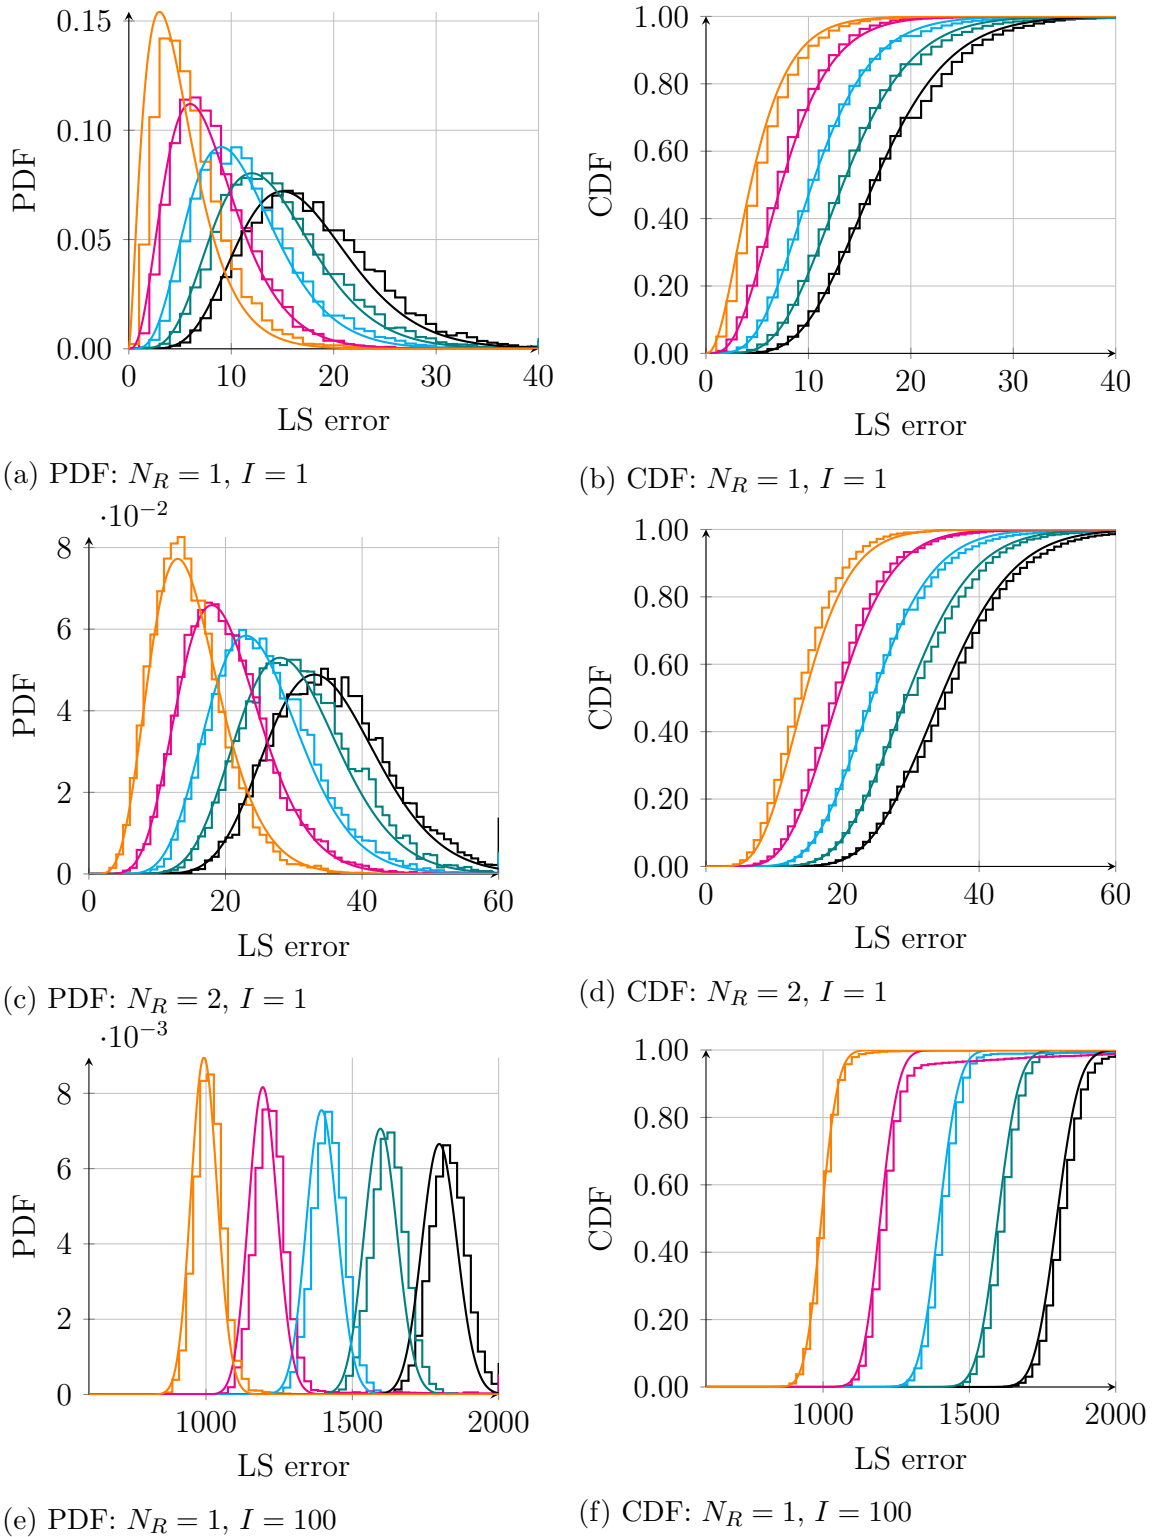 0.15
0.10
0.05
0.00
PDF
0 10 20 30 40
LS error
(a) PDF: N_R = 1, I = 1
1.00
0.80
0.60
0.40
0.20
0.00
CDF
0 10 20 30 40
LS error
(b) CDF: N_R = 1, I = 1
·10^{-2}
8
6
4
2
0
PDF
0 20 40 60
LS error
(c) PDF: N_R = 2, I = 1
1.00
0.80
0.60
0.40
0.20
0.00
CDF
0 20 40 60
LS error
(d) CDF: N_R = 2, I = 1
·10^{-3}
8
6
4
2
0
PDF
1000 1500 2000
LS error
(e) PDF: N_R = 1, I = 100
1.00
0.80
0.60
0.40
0.20
0.00
CDF
1000 1500 2000
LS error
(f) CDF: N_R = 1, I = 100